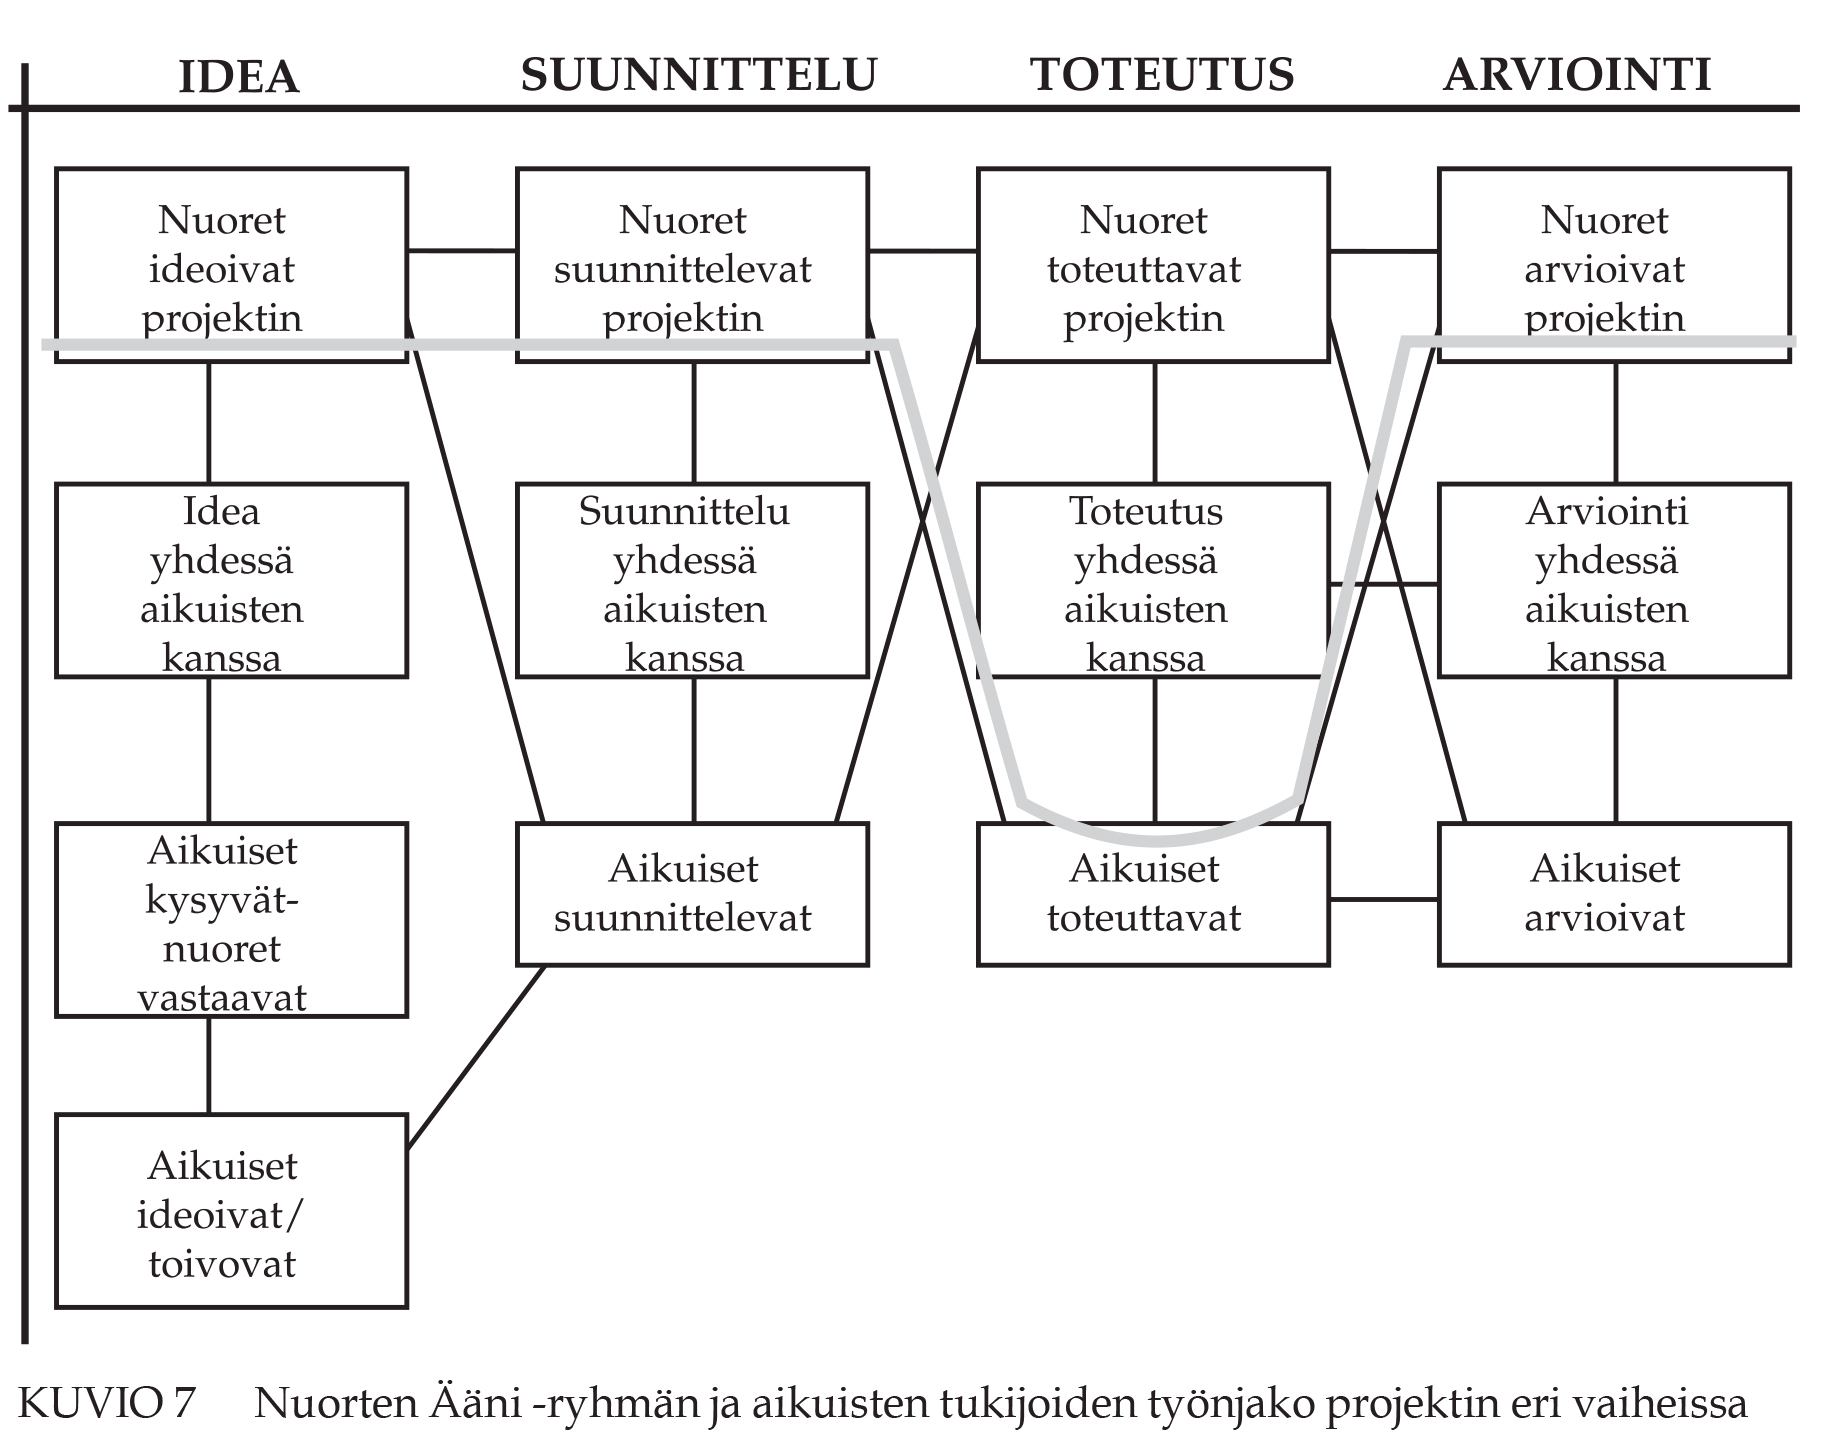 IDEA
SUUNNITTELU
TOTEUTUS
ARVIOINTI
Nuoret
ideoivat
projektin
Nuoret
suunnittelevat
projektin
Nuoret
toteuttavat
projektin
Nuoret
arvioivat
projektin
Idea
yhdessä
aikuisten
kanssa
Suunnittelu
yhdessä
aikuisten
kanssa
Toteutus
yhdessä
aikuisten
kanssa
Arviointi
yhdessä
aikuisten
kanssa
Aikuiset
kysyvät-
nuoret
vastaavat
Aikuiset
suunnittelevat
Aikuiset
toteuttavat
Aikuiset
arvioivat
Aikuiset
ideoivat/
toivovat
KUVIO 7 Nuorten Ääni -ryhmän ja aikuisten tukijoiden työnjako projektin eri vaiheissa